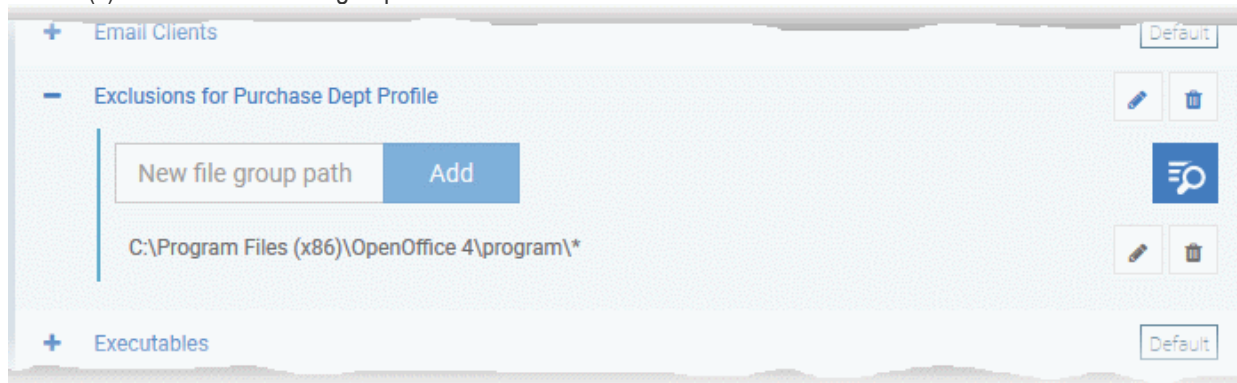 Email Clients
Default
Exclusions for Purchase Dept Profile
New file group path
Add
C:\Program Files (x86)\OpenOffice 4\program\*
Executables
Default